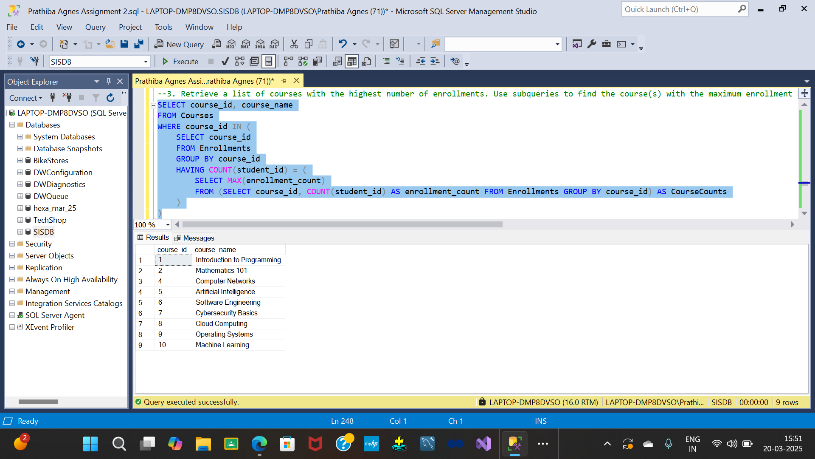 Prathiba Agnes Assignment 2.sql - LAPTOP-DMP8DVSO.SISDB (LAPTOP-DMP8DVSO\Prathiba Agnes (71))* - Microsoft SQL Server Management Studio
Quick Launch (Ctrl+Q)
File Edit View Query Project Tools Window Help
New Query
SISDB
Execute
Object Explorer
Connect
LAPTOP-DMP8DVSO (SQL Serve
Databases
System Databases
Database Snapshots
BikeStores
DWConfiguration
DWDiagnostics
DWQueue
hexa_mar_25
TechShop
SISDB
Security
Server Objects
Replication
Always On High Availability
Management
Integration Services Catalogs
SQL Server Agent
XEvent Profiler
Prathiba Agnes Assi...rathiba Agnes (71))*
--3. Retrieve a list of courses with the highest number of enrollments. Use subqueries to find the course(s) with the maximum enrollment
SELECT course_id, course_name
FROM Courses
WHERE course_id IN (
SELECT course_id
FROM Enrollments
GROUP BY course_id
HAVING COUNT(student_id) = (
SELECT MAX(enrollment_count)
FROM (SELECT course_id, COUNT(student_id) AS enrollment_count FROM Enrollments GROUP BY course_id) AS CourseCounts
)
)
100 %
Results Messages
course_id course_name
1 1 Introduction to Programming
2 2 Mathematics 101
3 4 Computer Networks
4 5 Artificial Intelligence
5 6 Software Engineering
6 7 Cybersecurity Basics
7 8 Cloud Computing
8 9 Operating Systems
9 10 Machine Learning
Query executed successfully.
LAPTOP-DMP8DVSO (16.0 RTM) LAPTOP-DMP8DVSO\Prathi... SISDB 00:00:00 9 rows
Ready Ln 248 Col 1 Ch 1 INS
2
ENG
IN
15:51
20-03-2025